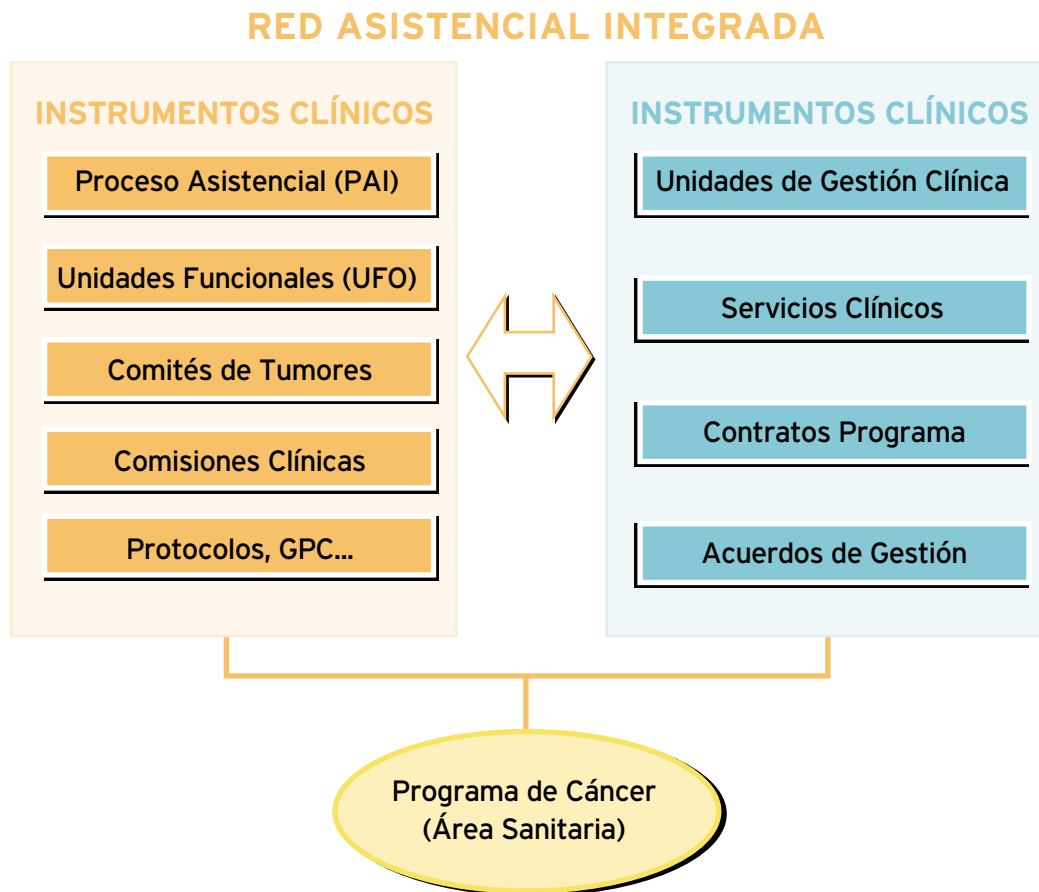 RED ASISTENCIAL INTEGRADA
INSTRUMENTOS CLÍNICOS
Proceso Asistencial (PAI)
Unidades Funcionales (UFO)
Comités de Tumores
Comisiones Clínicas
Protocolos, GPC...
INSTRUMENTOS CLÍNICOS
Unidades de Gestión Clínica
Servicios Clínicos
Contratos Programa
Acuerdos de Gestión
Programa de Cáncer
(Área Sanitaria)